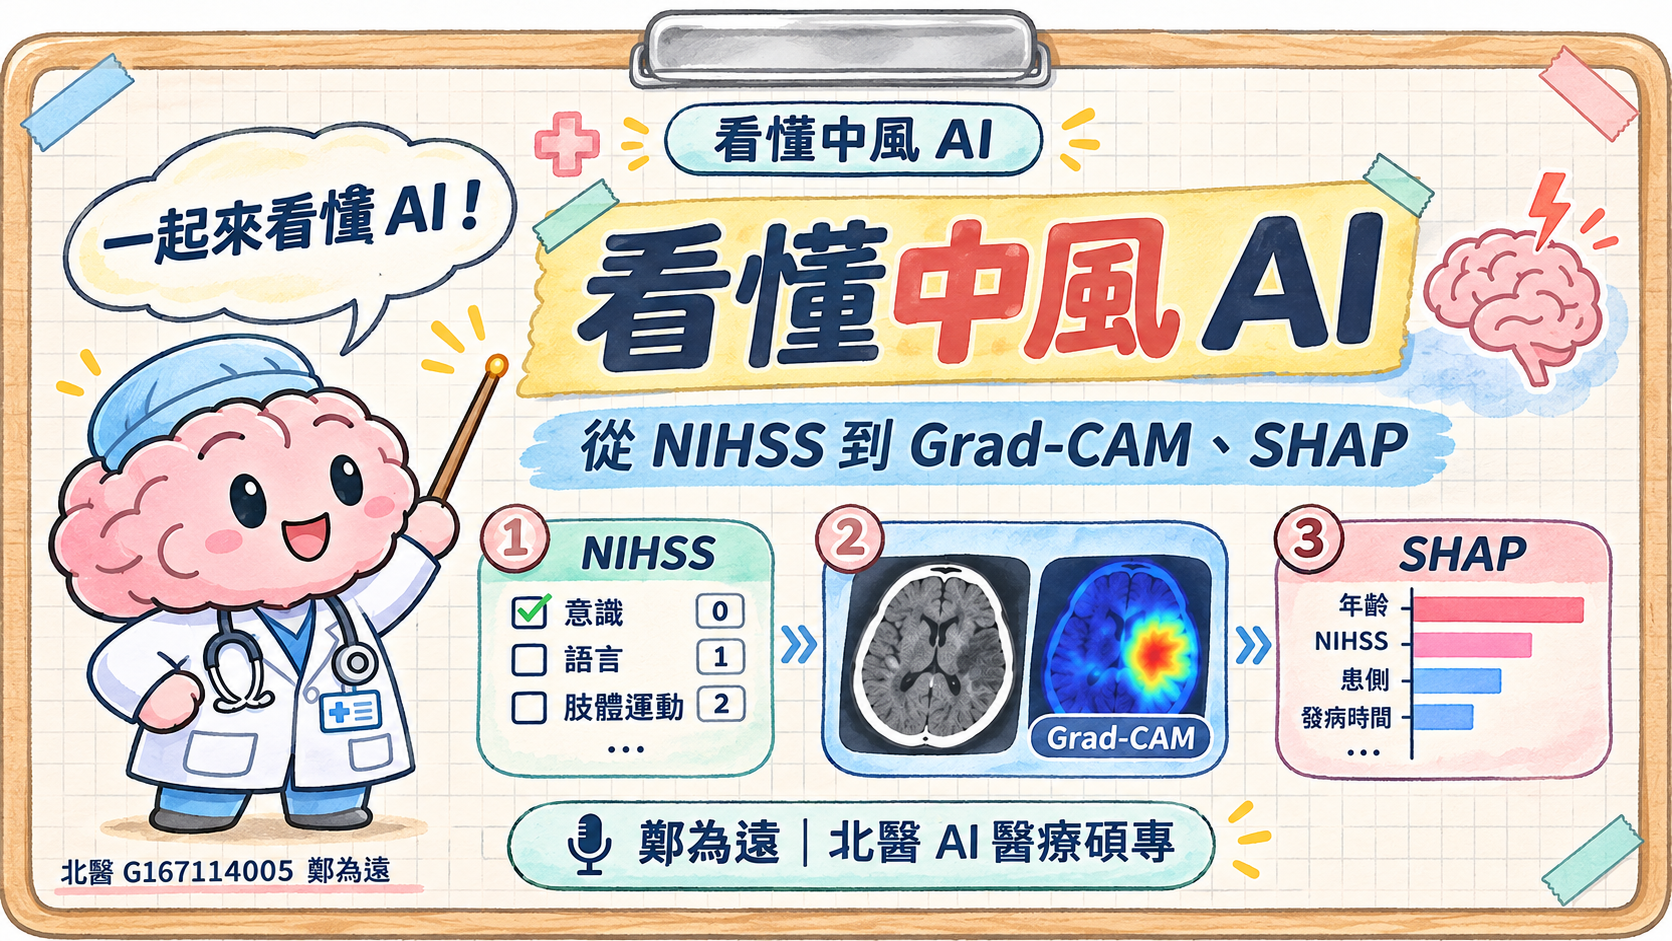 看懂中風 AI
一起來看懂 AI！
看懂中風 AI
從 NIHSS 到 Grad-CAM、SHAP
1
NIHSS
意識 0
語言 1
肢體運動 2
...
2
Grad-CAM
3
SHAP
年齡
NIHSS
患側
發病時間
...
鄭為遠｜北醫 AI 醫療碩專
北醫 G167114005 鄭為遠